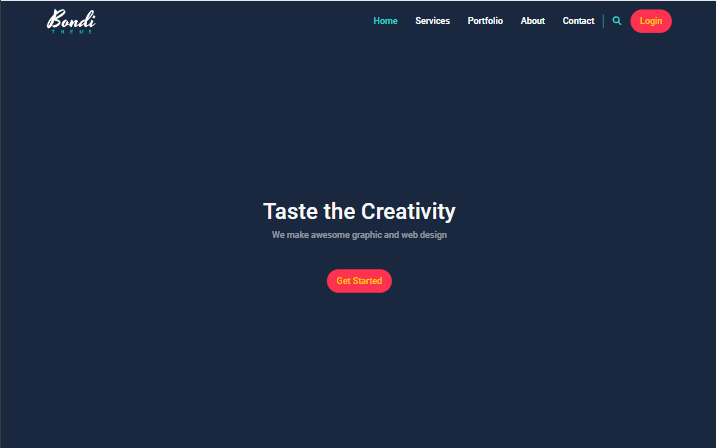 Bondi
THEME
Home Services Portfolio About Contact Login
Taste the Creativity
We make awesome graphic and web design
Get Started